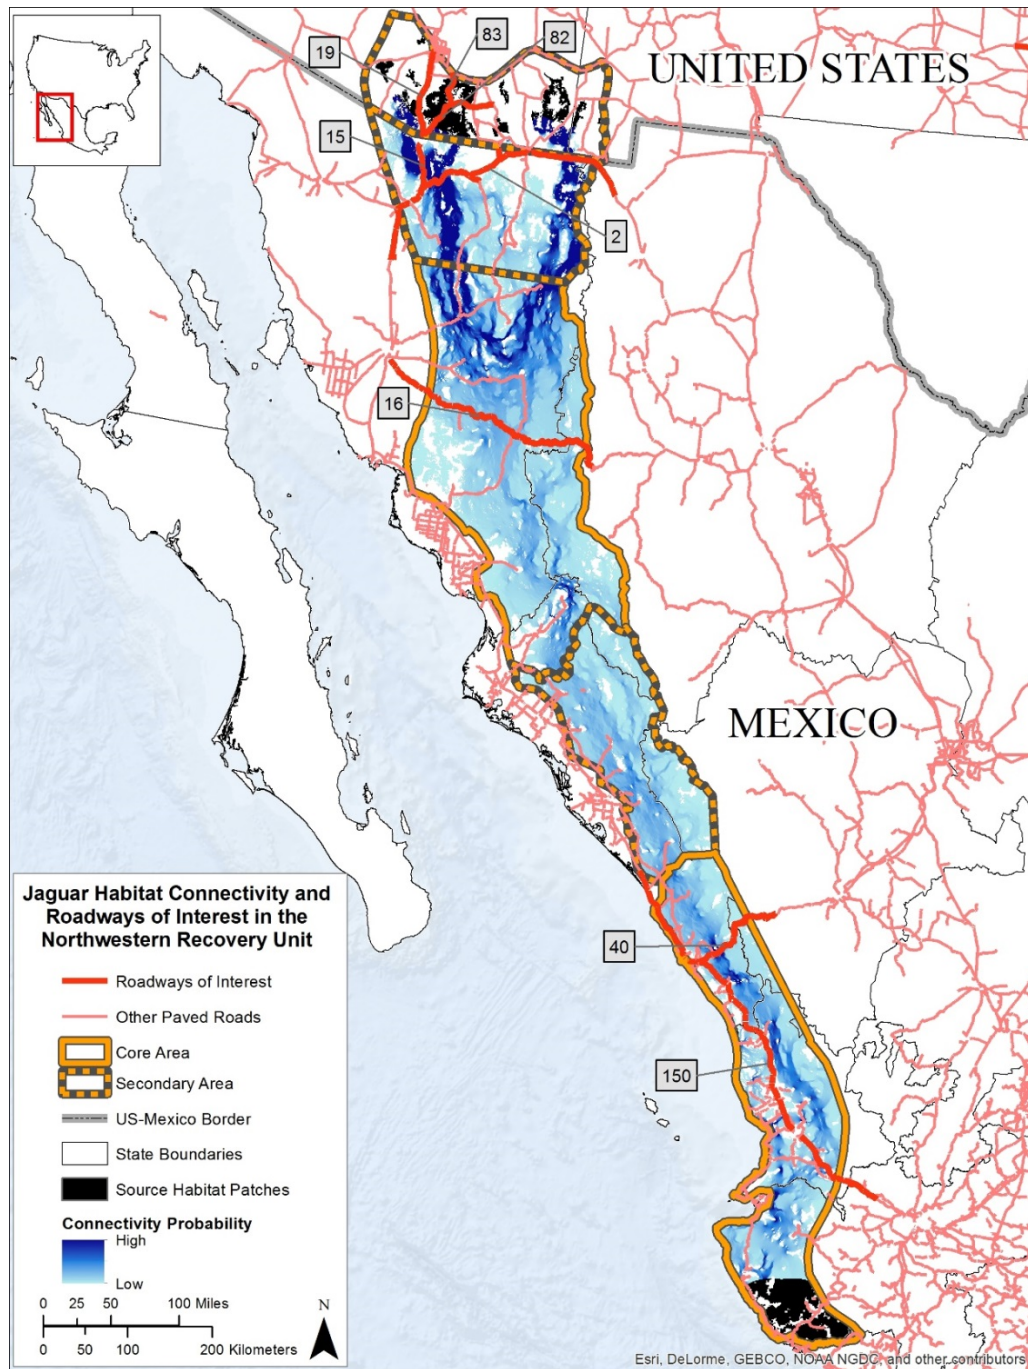 83
82
19
UNITED STATES
15
2
16
MEXICO
Jaguar Habitat Connectivity and
Roadways of Interest in the
Northwestern Recovery Unit
Roadways of Interest
Other Paved Roads
Core Area
Secondary Area
US-Mexico Border
State Boundaries
Source Habitat Patches
Connectivity Probability
High
Low
0 25 50 100 Miles
0 50 100 200 Kilometers
N
40
150
Esri, DeLorme, GEBCO, NOAA NGDC, and other contributors